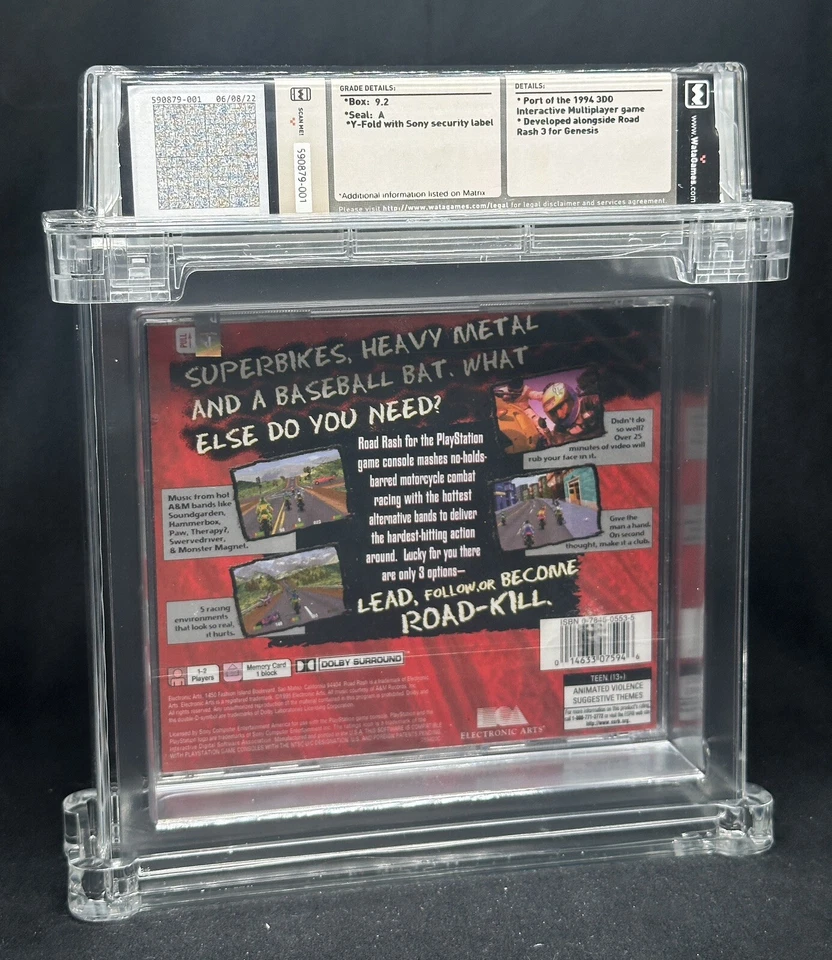 590879-001 06/08/22
SCAN ME!
590879-001
GRADE DETAILS:
*Box: 9.2
*Seal: A
*Y-Fold with Sony security label
*Additional information listed on Matrix
DETAILS:
* Port of the 1994 3DO
Interactive Multiplayer game
* Developed alongside Road
Rash 3 for Genesis
Please visit http://www.watagames.com/legal for legal disclaimer and services agreement
www.WataGames.com
PULL
SUPERBIKES, HEAVY METAL
AND A BASEBALL BAT. WHAT
ELSE DO YOU NEED?
Road Rash for the PlayStation
game console mashes no-holds-
barred motorcycle combat
racing with the hottest
alternative bands to deliver
the hardest-hitting action
around. Lucky for you there
are only 3 options—
LEAD, FOLLOW, OR BECOME
ROAD-KILL.
Didn't do
so well?
Over 25
minutes of video will
rub your face in it.
Music from hot
A&M bands like
Soundgarden,
Hammerbox,
Paw, Therapy?,
Swervedriver,
& Monster Magnet.
Give the
man a hand.
On second
thought, make it a club.
5 racing
environments
that look so real,
it hurts.
1-2
Players
Memory Card
1 block
DOLBY SURROUND
ISBN 0-7845-0553-5
0 14633 07594 6
TEEN (13+)
ANIMATED VIOLENCE
SUGGESTIVE THEMES
ELECTRONIC ARTS